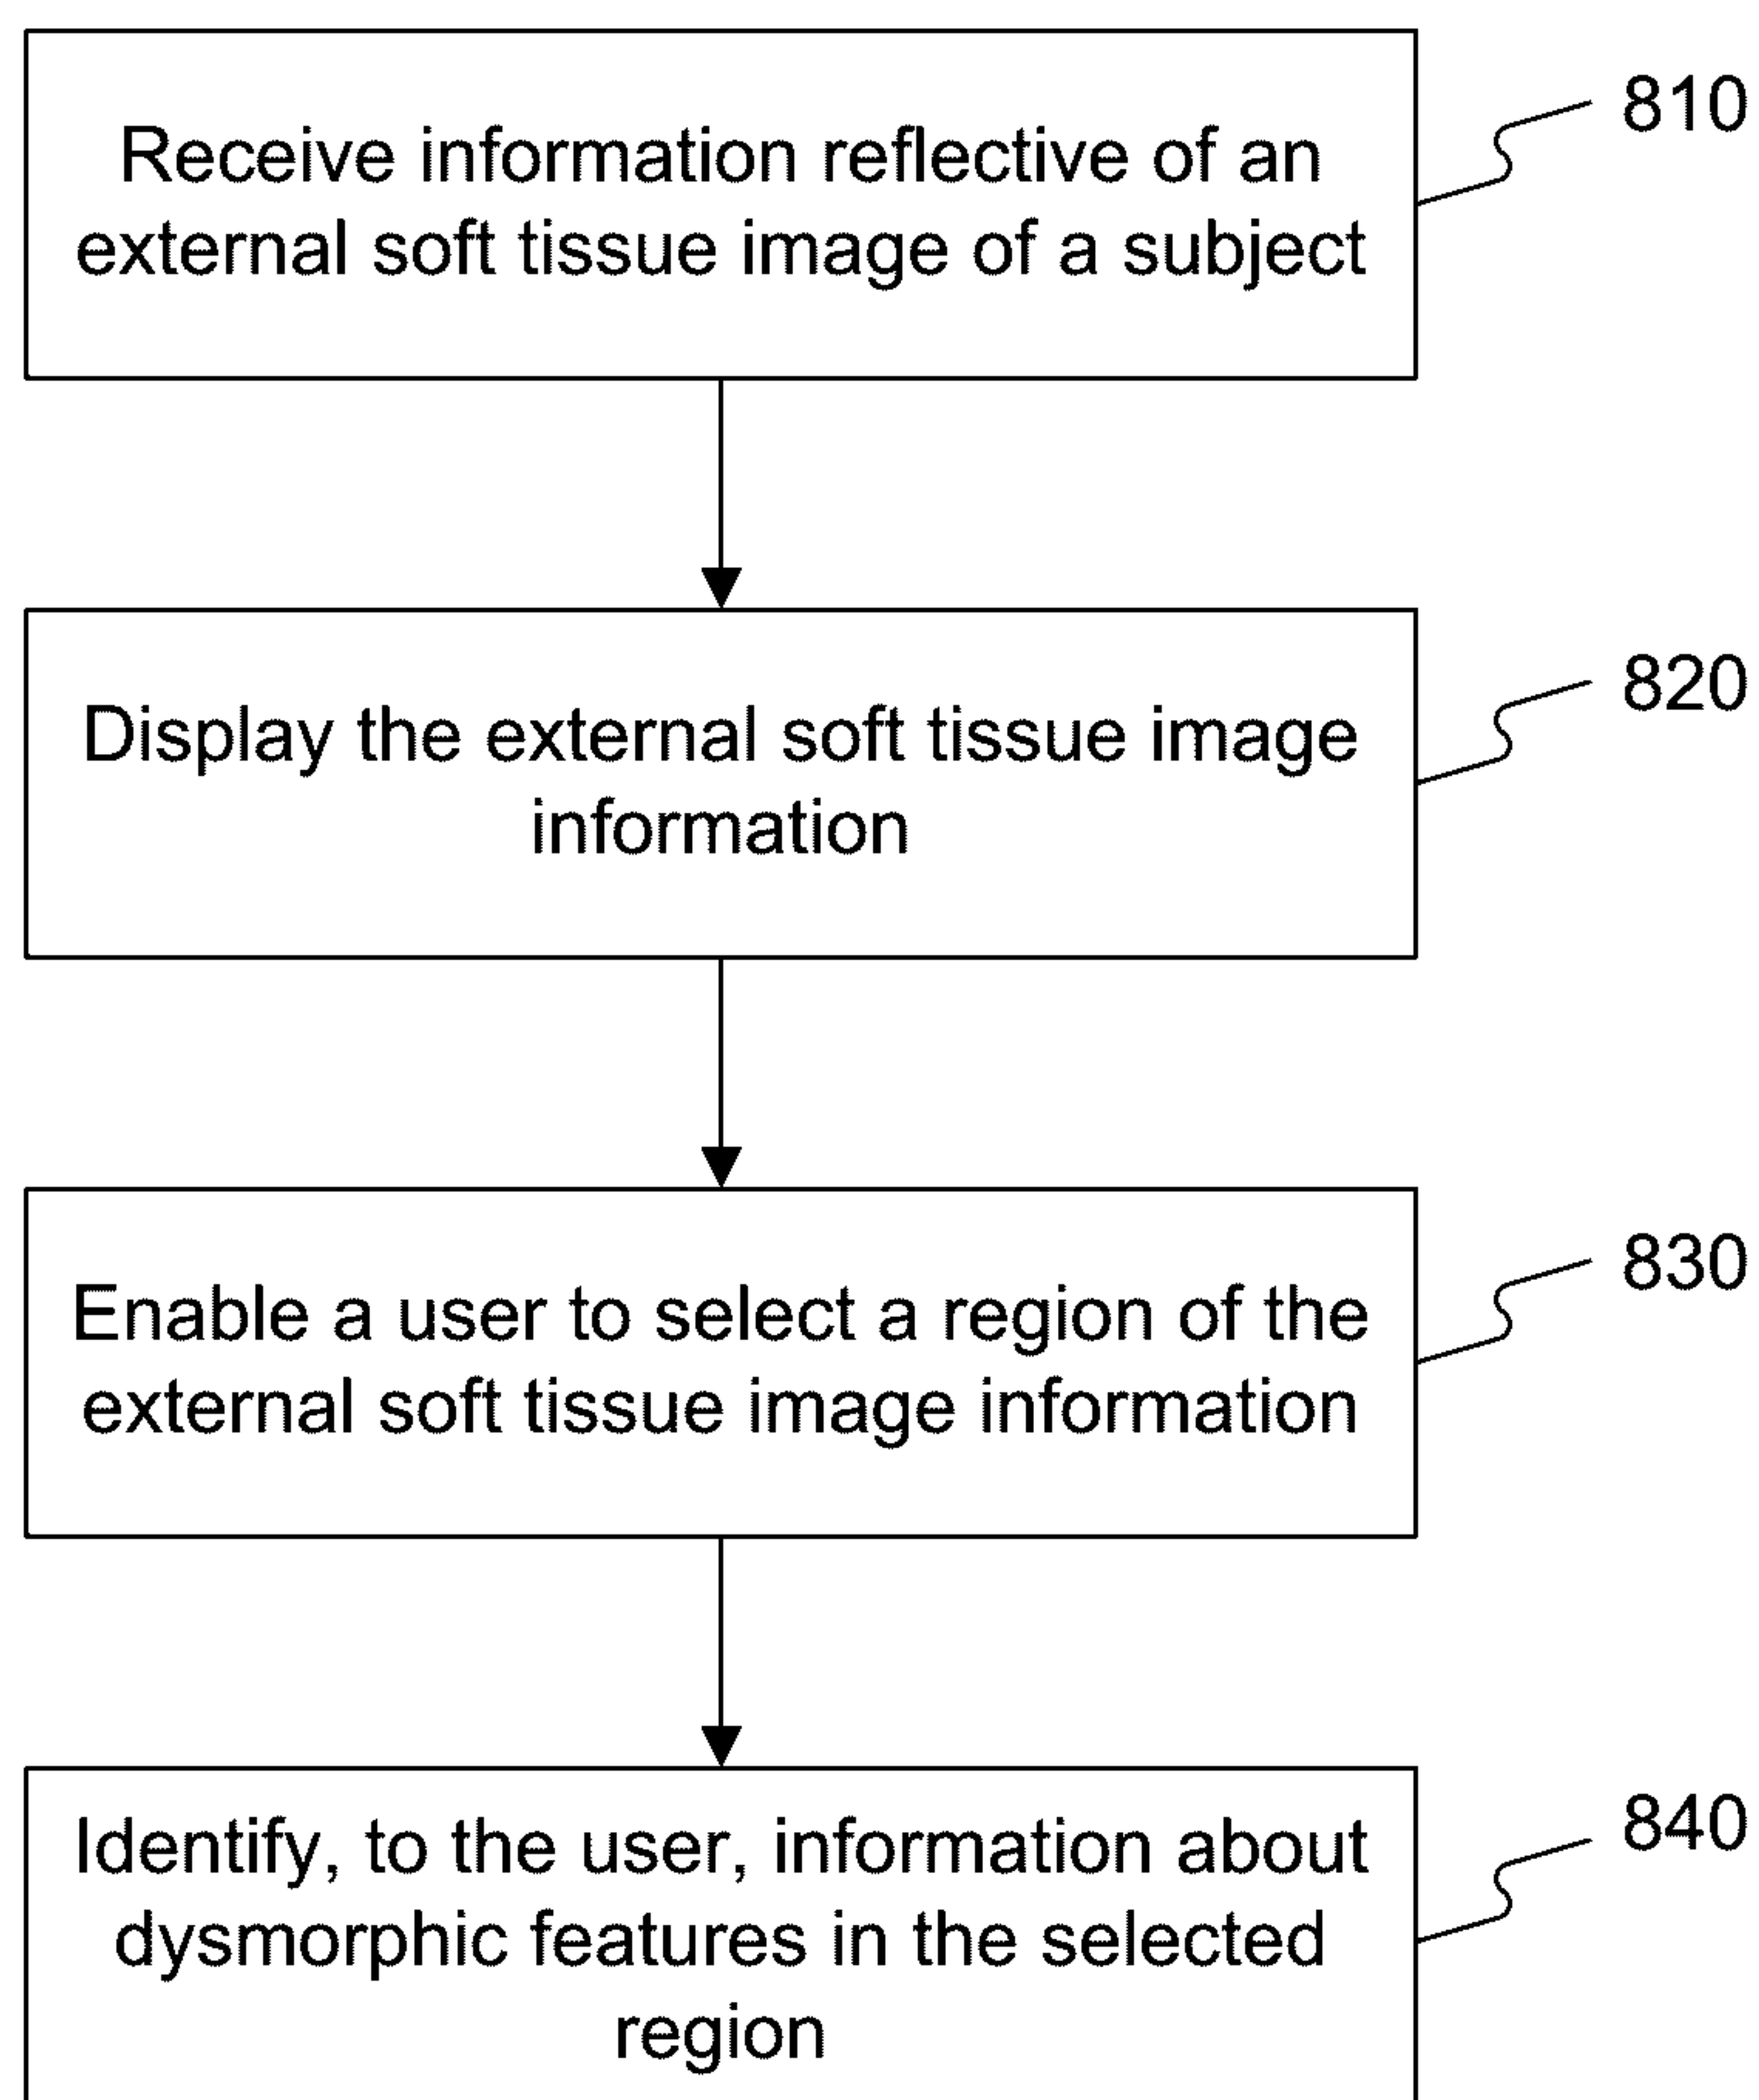 Receive information reflective of an
external soft tissue image of a subject
810
Display the external soft tissue image
information
820
Enable a user to select a region of the
external soft tissue image information
830
Identify, to the user, information about
dysmorphic features in the selected
region
840